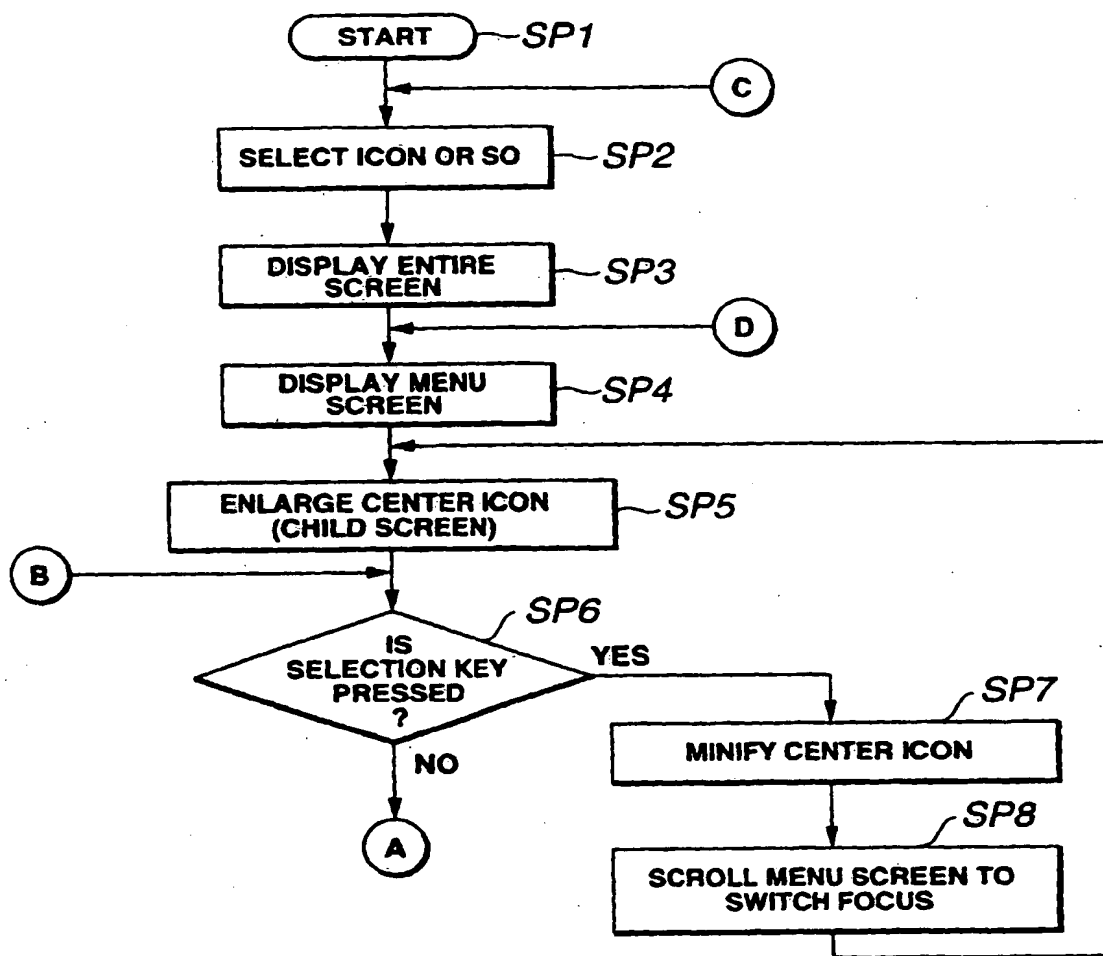 START
SP1
C
SELECT ICON OR SO
SP2
DISPLAY ENTIRE
SCREEN
SP3
D
DISPLAY MENU
SCREEN
SP4
ENLARGE CENTER ICON
(CHILD SCREEN)
SP5
B
SP6
IS
SELECTION KEY
PRESSED
?
YES
NO
A
SP7
MINIFY CENTER ICON
SP8
SCROLL MENU SCREEN TO
SWITCH FOCUS